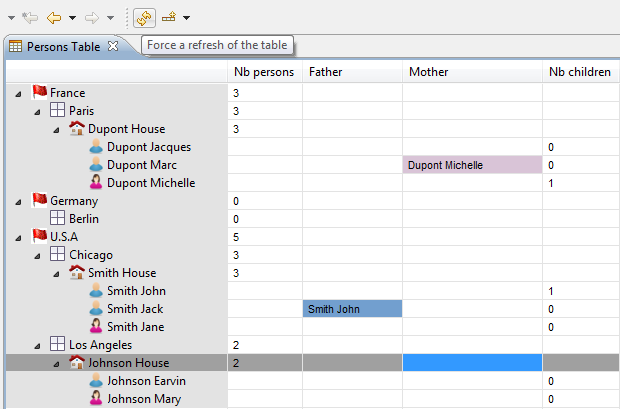 Persons Table
Force a refresh of the table
Nb persons Father Mother Nb children
France 3
Paris 3
Dupont House 3
Dupont Jacques 0
Dupont Marc Dupont Michelle 0
Dupont Michelle 1
Germany 0
Berlin 0
U.S.A 5
Chicago 3
Smith House 3
Smith John 1
Smith Jack Smith John 0
Smith Jane 0
Los Angeles 2
Johnson House 2
Johnson Earvin 0
Johnson Mary 0